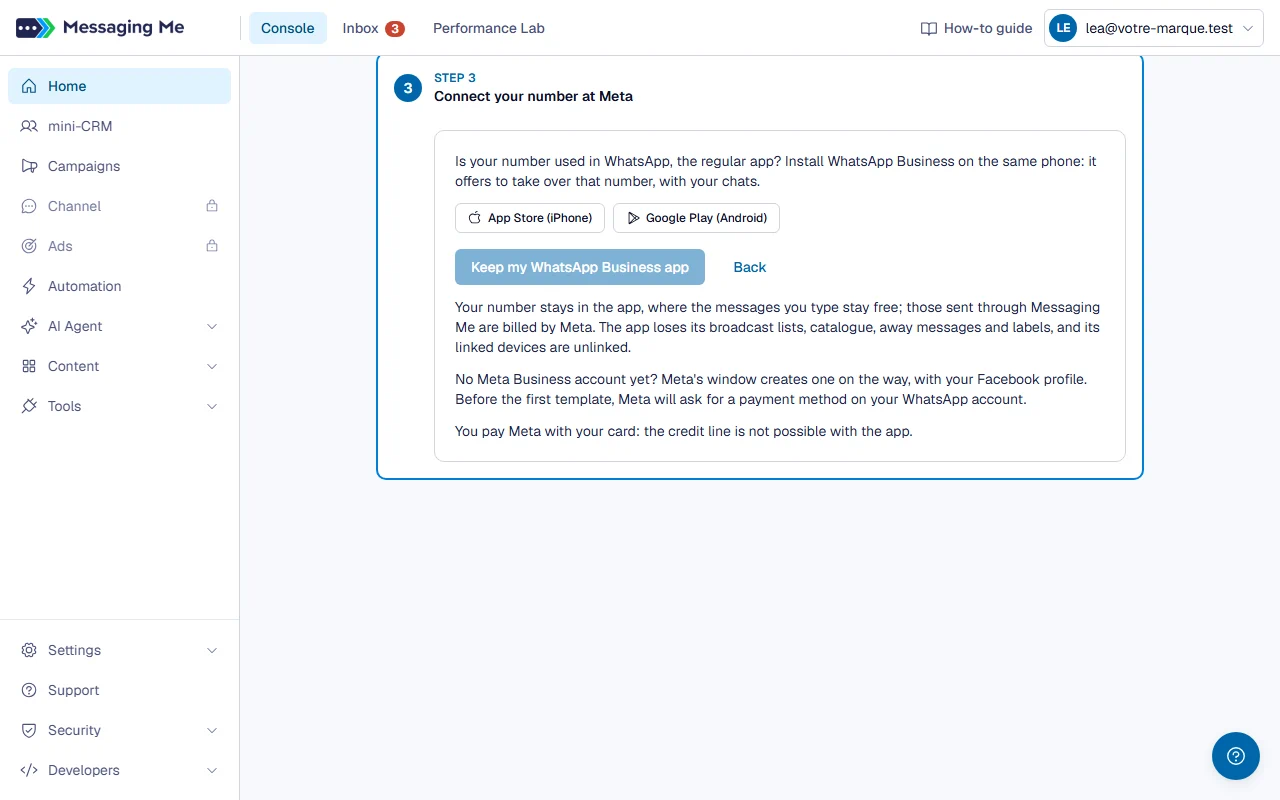 Messaging Me
Console
Inbox 3
Performance Lab
How-to guide
LE lea@votre-marque.test
Home
mini-CRM
Campaigns
Channel
Ads
Automation
AI Agent
Content
Tools
Settings
Support
Security
Developers
3
STEP 3
Connect your number at Meta
Is your number used in WhatsApp, the regular app? Install WhatsApp Business on the same phone: it
offers to take over that number, with your chats.
App Store (iPhone)
Google Play (Android)
Keep my WhatsApp Business app
Back
Your number stays in the app, where the messages you type stay free; those sent through Messaging
Me are billed by Meta. The app loses its broadcast lists, catalogue, away messages and labels, and its
linked devices are unlinked.
No Meta Business account yet? Meta's window creates one on the way, with your Facebook profile.
Before the first template, Meta will ask for a payment method on your WhatsApp account.
You pay Meta with your card: the credit line is not possible with the app.